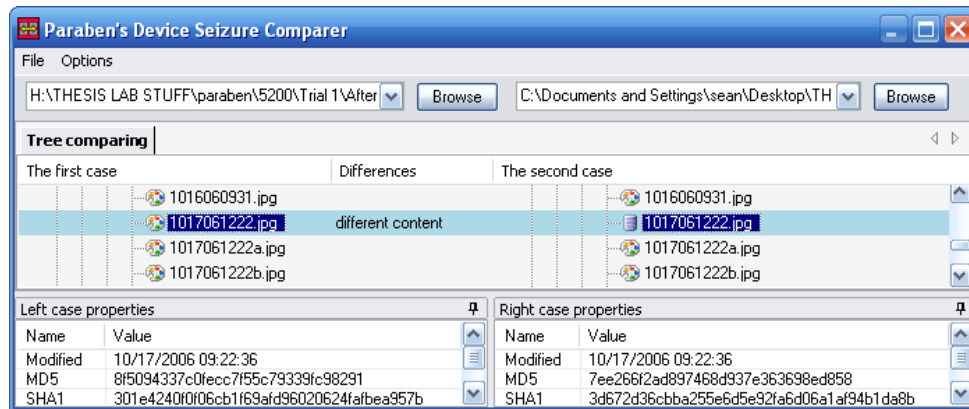 Paraben's Device Seizure Comparer
File Options
H:\THESIS LAB STUFF\paraben\5200\Trial 1\After Browse C:\Documents and Settings\sean\Desktop\TH Browse
Tree comparing
The first case Differences The second case
1016060931.jpg 1016060931.jpg
1017061222.jpg different content 1017061222.jpg
1017061222a.jpg 1017061222a.jpg
1017061222b.jpg 1017061222b.jpg
Left case properties Right case properties
Name Value Name Value
Modified 10/17/2006 09:22:36 Modified 10/17/2006 09:22:36
MD5 8f5094337c0fecc7f55c79339fc98291 MD5 7ee266f2ad897468d937e363698ed858
SHA1 301e4240f0f06cb1f69afd96020624fafbea957b SHA1 3d672d36cbba255e6d5e92fa6d06a1af94b1da8b